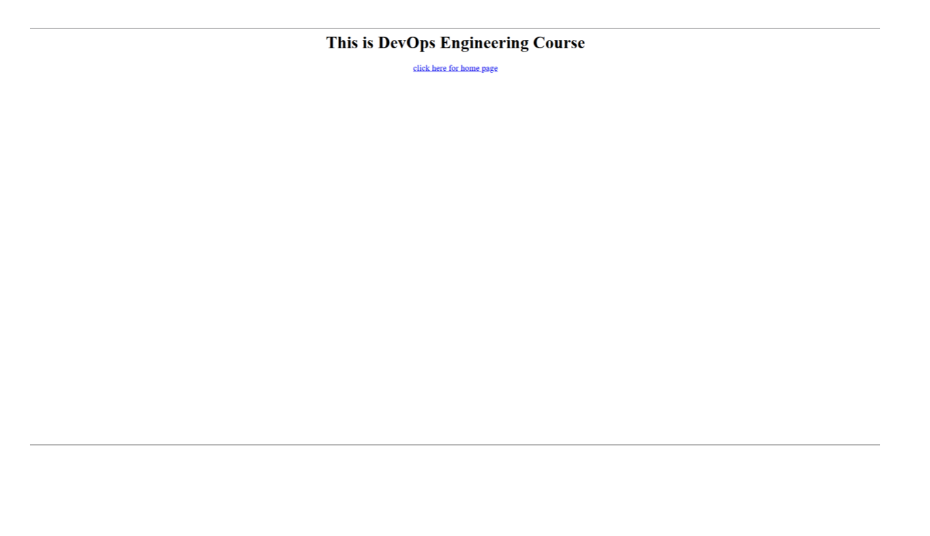 This is DevOps Engineering Course
click here for home page